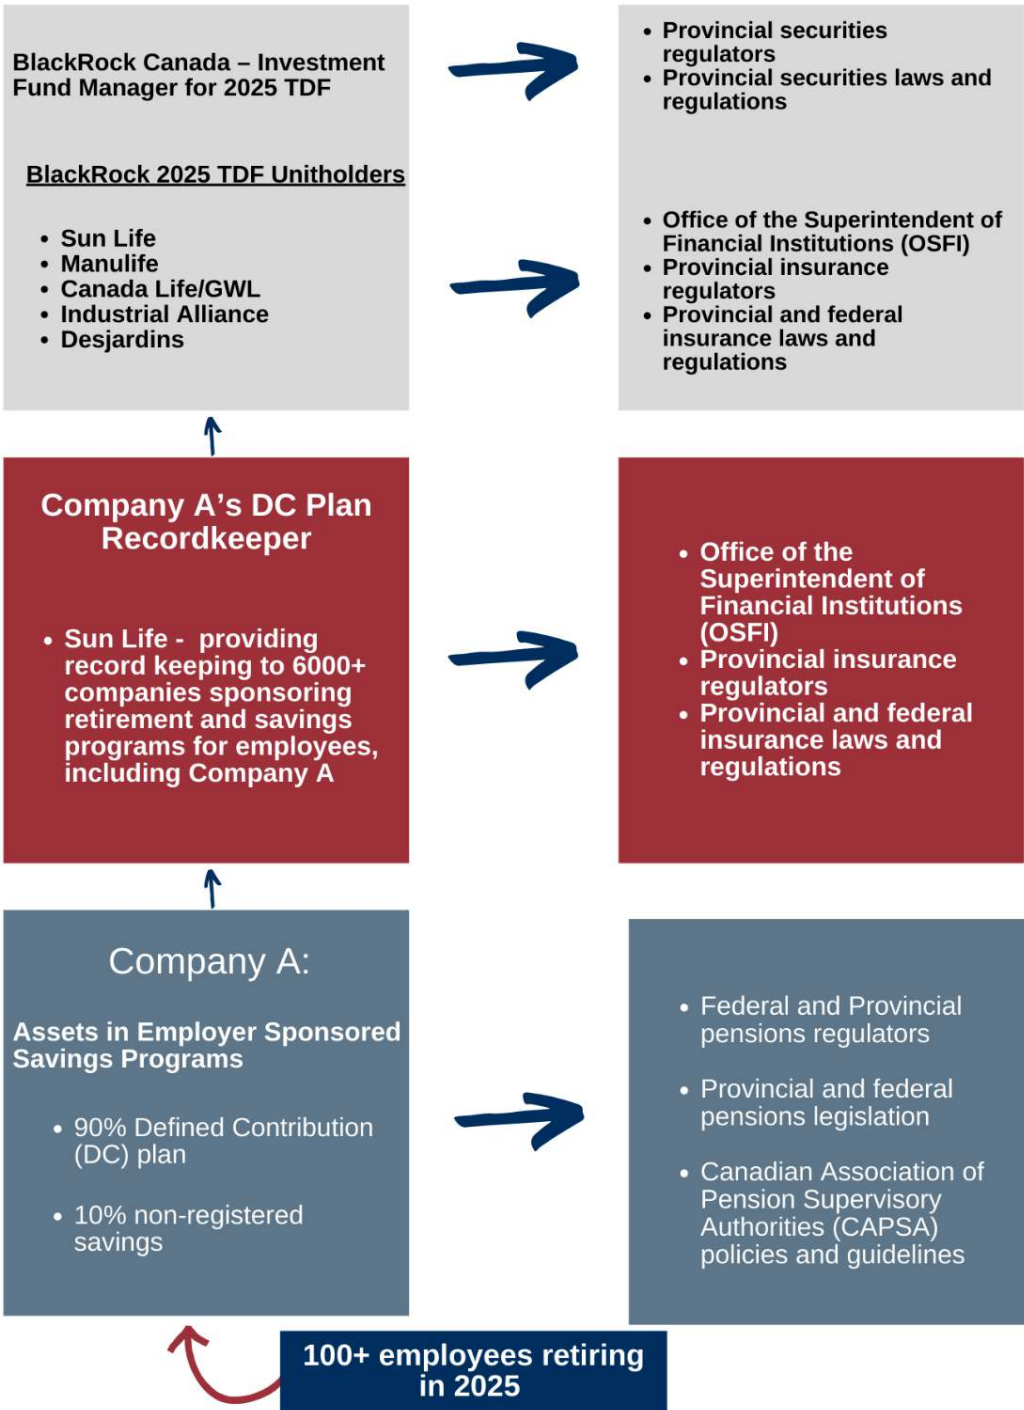 BlackRock Canada – Investment
Fund Manager for 2025 TDF
BlackRock 2025 TDF Unitholders
• Sun Life
• Manulife
• Canada Life/GWL
• Industrial Alliance
• Desjardins
• Provincial securities
regulators
• Provincial securities laws and
regulations
• Office of the Superintendent of
Financial Institutions (OSFI)
• Provincial insurance
regulators
• Provincial and federal
insurance laws and
regulations
Company A’s DC Plan
Recordkeeper
• Sun Life - providing
record keeping to 6000+
companies sponsoring
retirement and savings
programs for employees,
including Company A
• Office of the
Superintendent of
Financial Institutions
(OSFI)
• Provincial insurance
regulators
• Provincial and federal
insurance laws and
regulations
Company A:
Assets in Employer Sponsored
Savings Programs
• 90% Defined Contribution
(DC) plan
• 10% non-registered
savings
• Federal and Provincial
pensions regulators
• Provincial and federal
pensions legislation
• Canadian Association of
Pension Supervisory
Authorities (CAPSA)
policies and guidelines
100+ employees retiring
in 2025